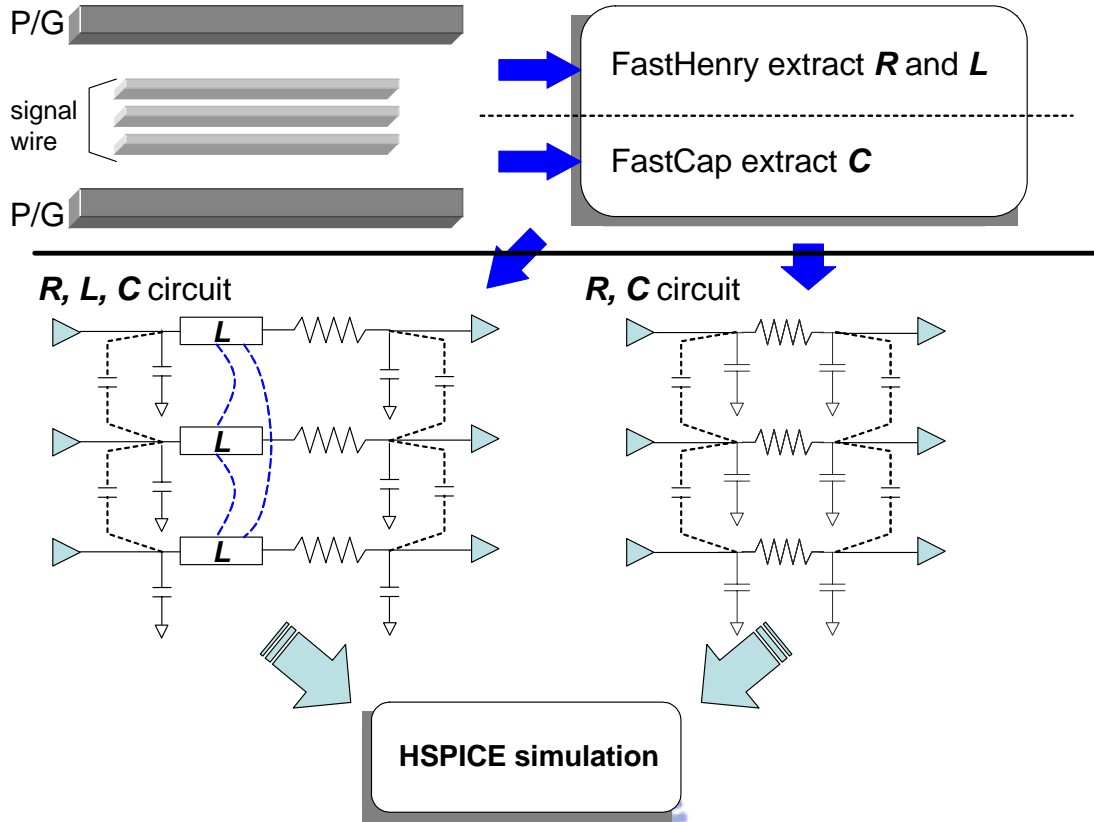 P/G
FastHenry extract R and L
signal
wire
FastCap extract C
P/G
R, L, C circuit
R, C circuit
L
L
L
HSPICE simulation